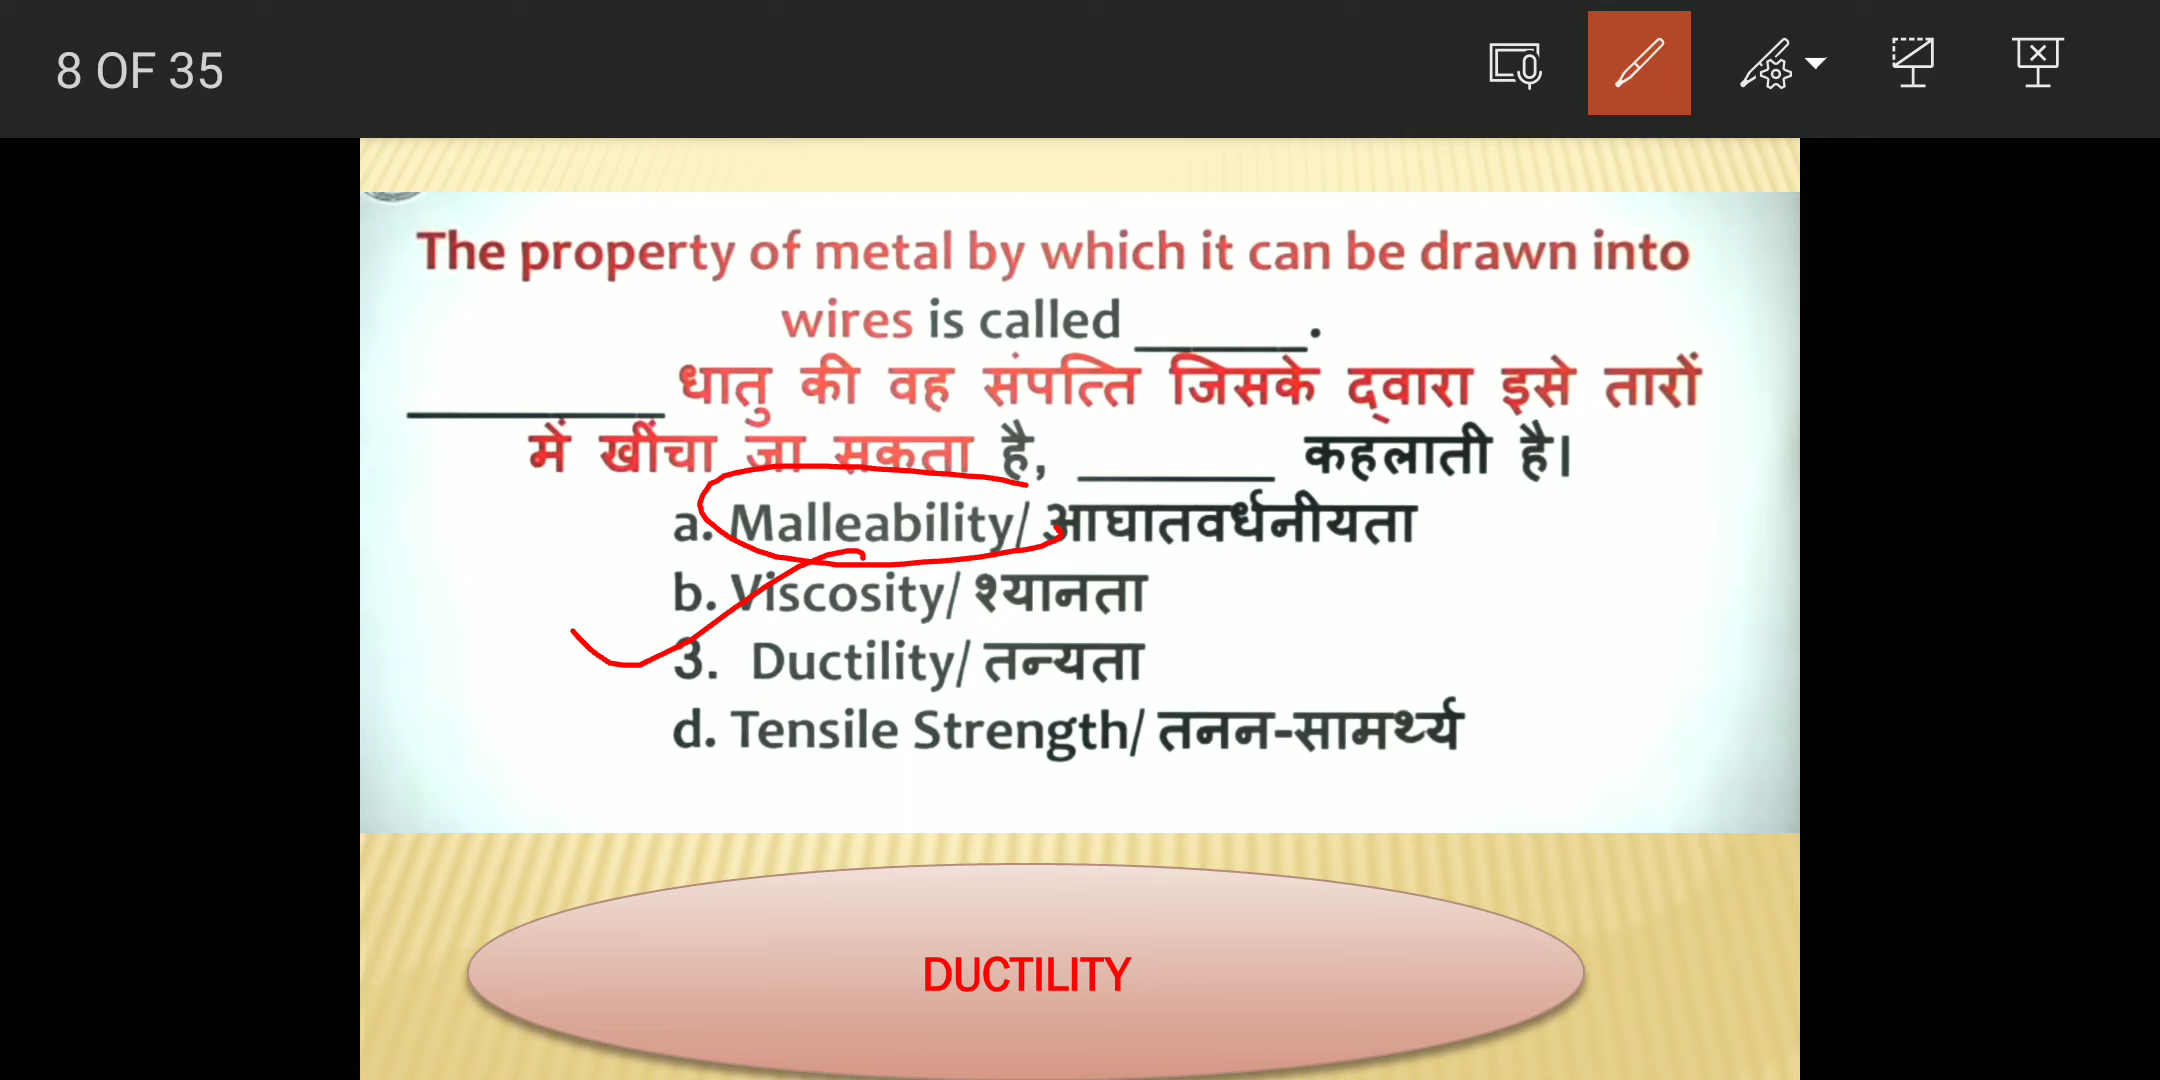 8 OF 35
The property of metal by which it can be drawn into
wires is called ______.
_________ धातु की वह संपत्ति जिसके द्वारा इसे तारों
में खींचा जा सकता है, _______ कहलाती है।
a. Malleability/ आघातवर्धनीयता
b. Viscosity/ श्यानता
3. Ductility/ तन्यता
d. Tensile Strength/ तनन-सामर्थ्य
DUCTILITY